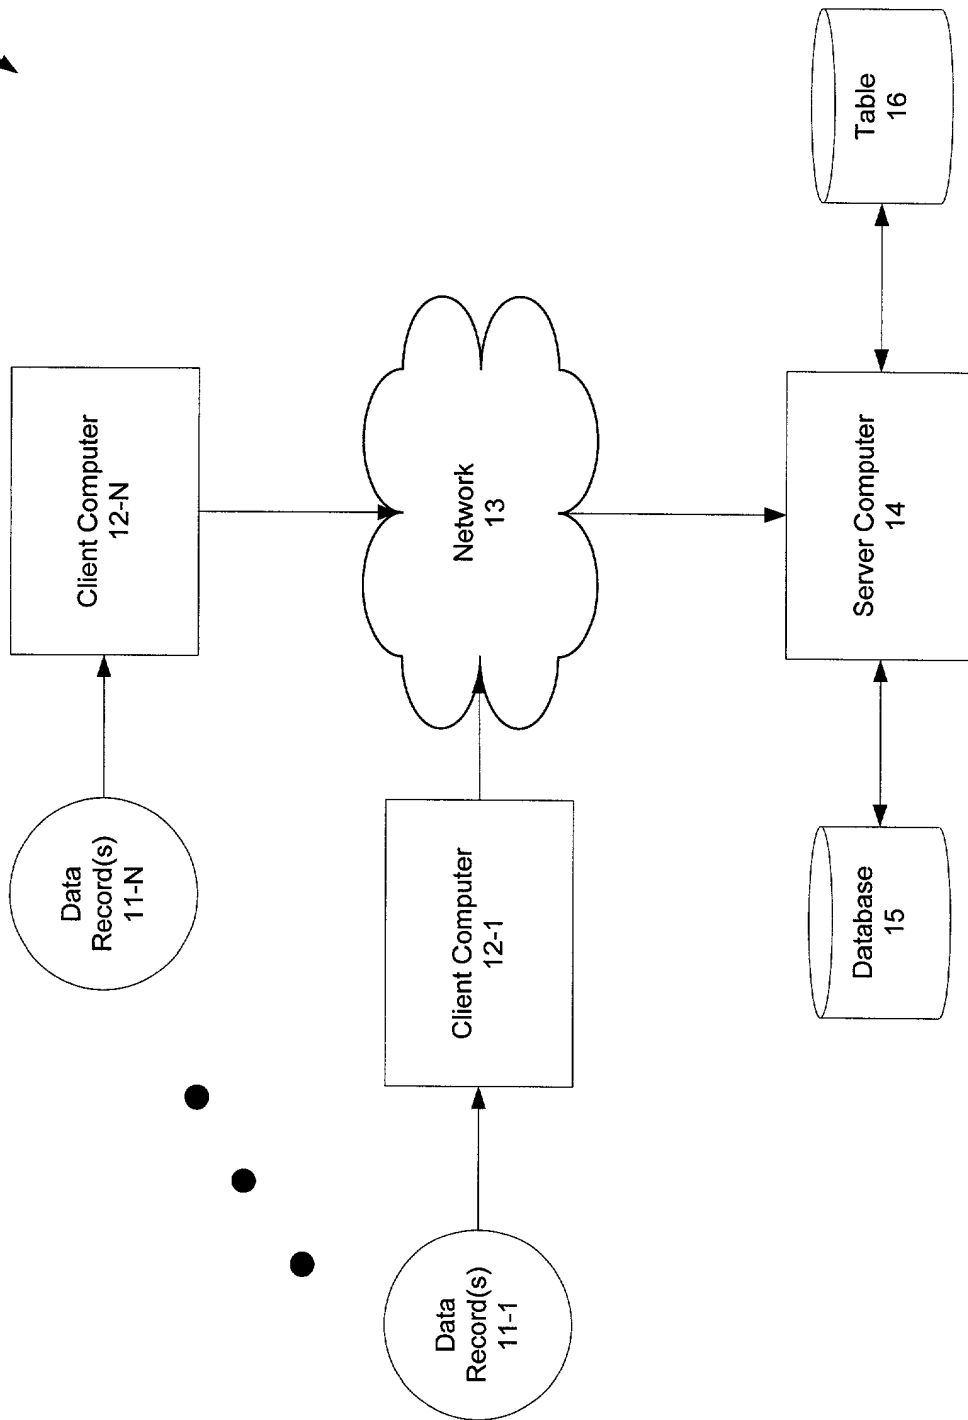 Data
Record(s)
11-1
Client Computer
12-1
Data
Record(s)
11-N
Client Computer
12-N
Network
13
Database
15
Server Computer
14
Table
16